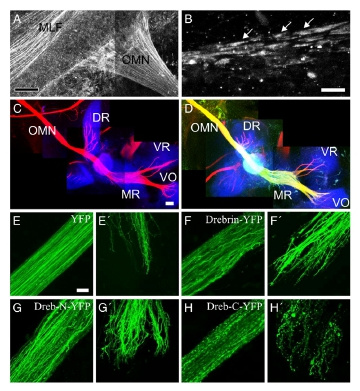 A
MLF
OMN
B
C
OMN
DR
VR
VO
MR
D
OMN
DR
VR
VO
MR
E
YFP
E´
F
Drebrin-YFP
F´
G
Dreb-N-YFP
G´
H
Dreb-C-YFP
H´